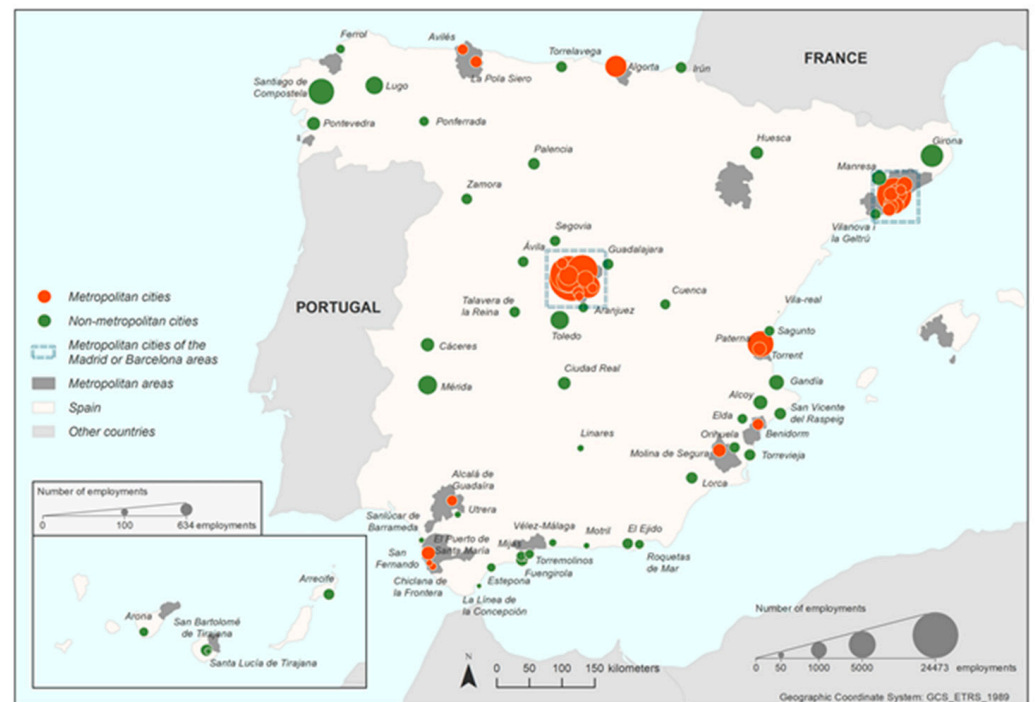 Ferrol
Avilés
Torrelavega
FRANCE
Algorta
Irún
La Pola Siero
Santiago de
Compostela
Lugo
Pontevedra
Ponferrada
Huesca
Girona
Palencia
Manresa
Zamora
Vilanova i
la Geltrú
Segovia
Ávila
Guadalajara
Metropolitan cities
PORTUGAL
Talavera de
la Reina
Aranjuez
Cuenca
Vila-real
Non-metropolitan cities
Toledo
Sagunto
Paterna
Metropolitan cities of the
Madrid or Barcelona areas
Cáceres
Torrent
Metropolitan areas
Mérida
Ciudad Real
Gandía
Spain
Alcoy
San Vicente
del Raspeig
Other countries
Elda
Linares
Orihuela
Benidorm
Molina de Segura
Torrevieja
Alcalá de
Guadaíra
Lorca
Number of employments
0
100
634 employments
Utrera
Sanlúcar de
Barrameda
Vélez-Málaga
Motril
El Ejido
El Puerto de
Santa María
Mijas
San
Fernando
Torremolinos
Roquetas
de Mar
Fuengirola
Chiclana de
la Frontera
Estepona
La Línea de
la Concepción
Arrecife
Arona
San Bartolomé
de Tirajana
Santa Lucía de Tirajana
N
0 50 100 150 kilometers
Number of employments
0 50 1000 5000 24473 employments
Geographic Coordinate System: GCS_ETRS_1989